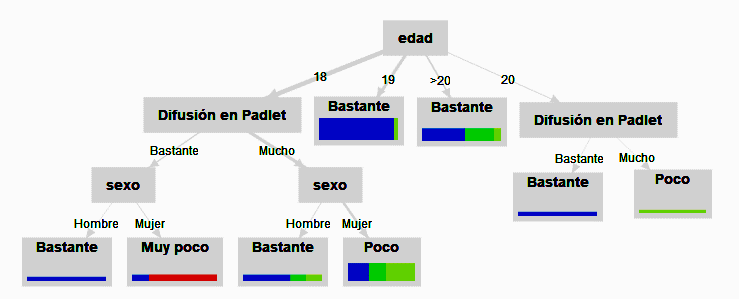 edad
18
19
>20
20
Difusión en Padlet
Bastante
Bastante
Difusión en Padlet
Bastante
Mucho
Bastante
Mucho
sexo
sexo
Bastante
Poco
Hombre
Mujer
Hombre
Mujer
Bastante
Muy poco
Bastante
Poco